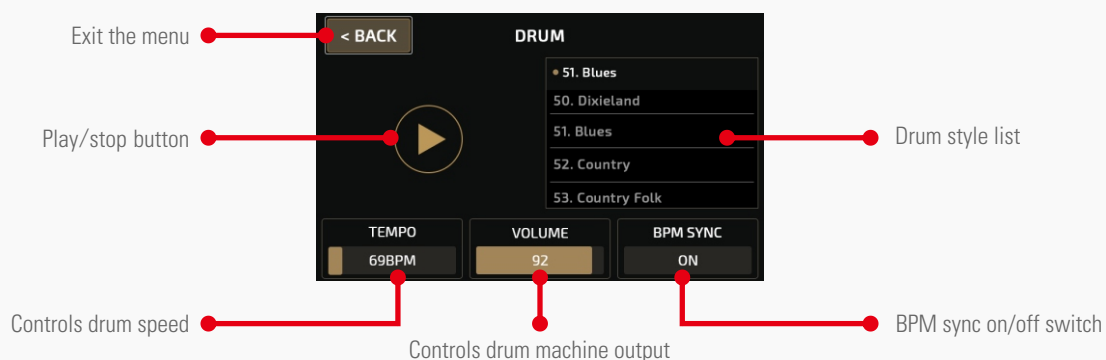 Exit the menu
< BACK
DRUM
51. Blues
50. Dixieland
51. Blues
52. Country
53. Country Folk
Play/stop button
Drum style list
TEMPO
69BPM
VOLUME
92
BPM SYNC
ON
Controls drum speed
Controls drum machine output
BPM sync on/off switch